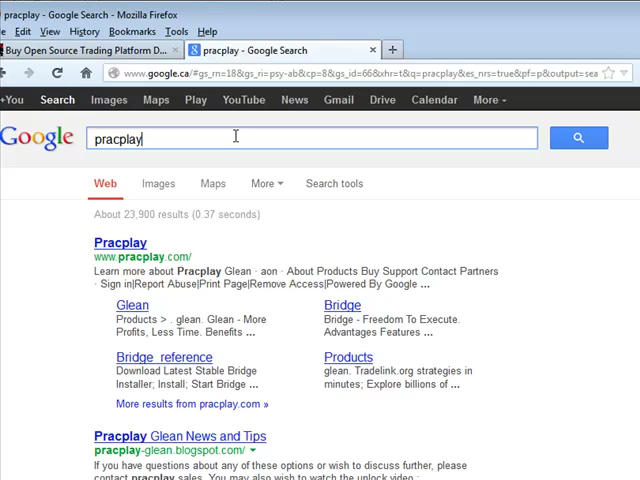 pracplay - Google Search - Mozilla Firefox
Edit View History Bookmarks Tools Help
Buy Open Source Trading Platform D... × pracplay - Google Search × +
www.google.ca/#gs_rn=18&gs_ri=psy-ab&cp=8&gs_id=66&xhr=t&q=pracplay&es_nrs=true&pf=p&output=sea
+You Search Images Maps Play YouTube News Gmail Drive Calendar More
Google pracplay
Web Images Maps More Search tools
About 23,900 results (0.37 seconds)
Pracplay
www.pracplay.com/
Learn more about Pracplay Glean · aon · About Products Buy Support Contact Partners
· Sign in|Report Abuse|Print Page|Remove Access|Powered By Google ...
Glean
Products > . glean. Glean - More
Profits, Less Time. Benefits ...
Bridge
Bridge - Freedom To Execute.
Advantages Features ...
Bridge_reference
Download Latest Stable Bridge
Installer; Install; Start Bridge ...
Products
glean. Tradelink.org strategies in
minutes; Explore billions of ...
More results from pracplay.com »
Pracplay Glean News and Tips
pracplay-glean.blogspot.com/
If you have questions about any of these options or wish to discuss further, please
contact pracplay sales. You may also wish to watch the unlock video :